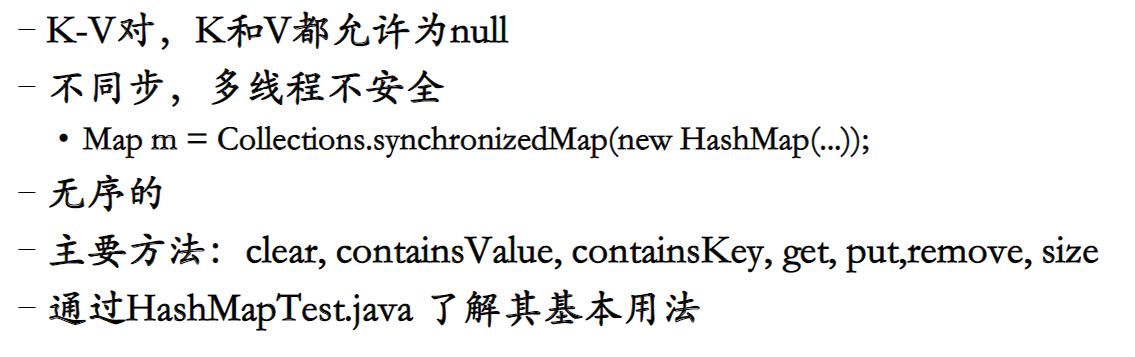 – K-V对，K和V都允许为null
– 不同步，多线程不安全
• Map m = Collections.synchronizedMap(new HashMap(...));
– 无序的
– 主要方法：clear, containsValue, containsKey, get, put,remove, size
– 通过HashMapTest.java 了解其基本用法